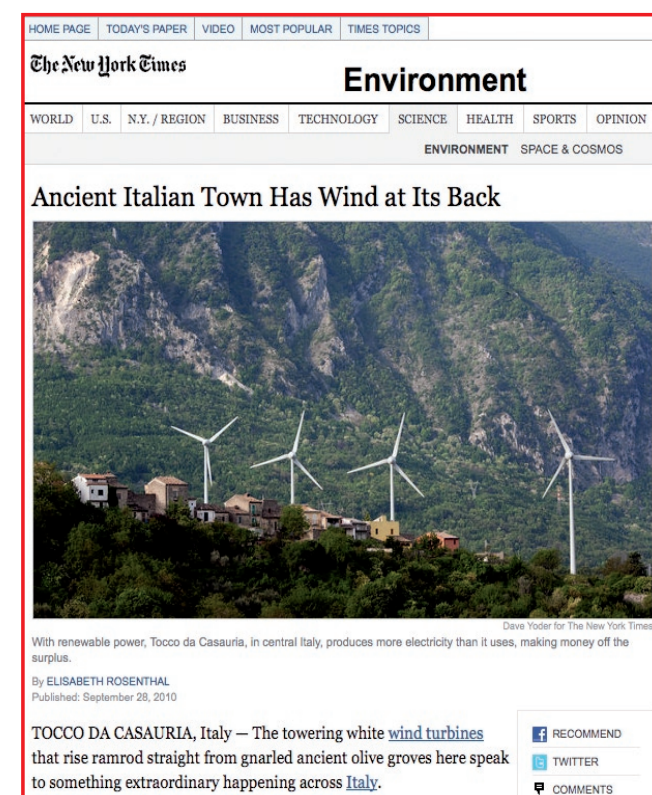 HOME PAGE TODAY'S PAPER VIDEO MOST POPULAR TIMES TOPICS
The New York Times
Environment
WORLD U.S. N.Y. / REGION BUSINESS TECHNOLOGY SCIENCE HEALTH SPORTS OPINION
ENVIRONMENT SPACE & COSMOS
Ancient Italian Town Has Wind at Its Back
Dave Yoder for The New York Times
With renewable power, Tocco da Casauria, in central Italy, produces more electricity than it uses, making money off the
surplus.
By ELISABETH ROSENTHAL
Published: September 28, 2010
TOCCO DA CASAURIA, Italy — The towering white wind turbines
that rise ramrod straight from gnarled ancient olive groves here speak
to something extraordinary happening across Italy.
RECOMMEND
TWITTER
COMMENTS